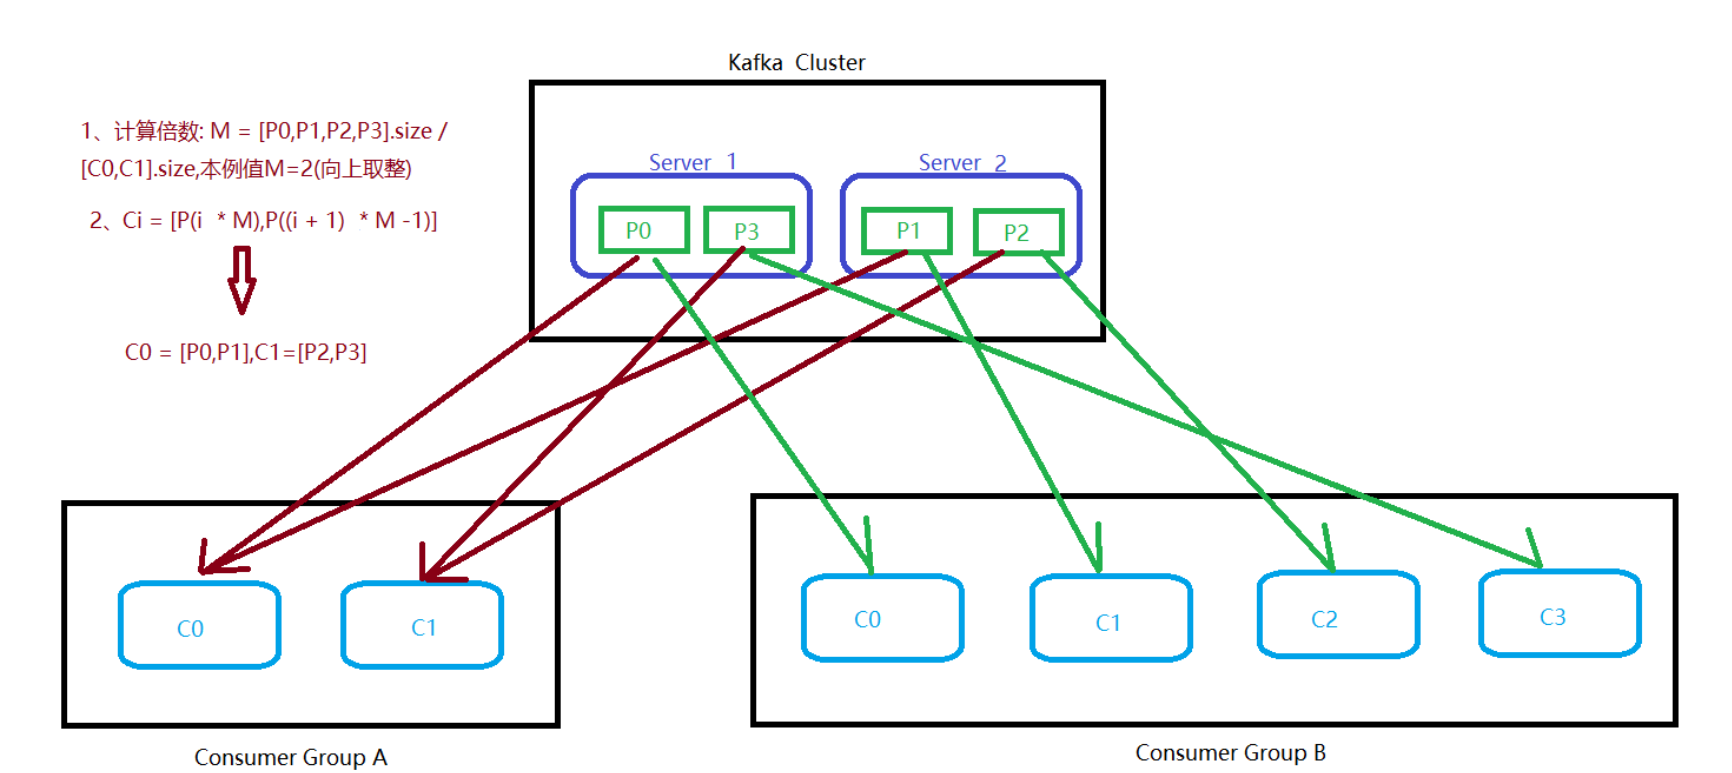 Kafka Cluster
1、计算倍数: M = [P0,P1,P2,P3].size /
[C0,C1].size,本例值M=2(向上取整)
2、Ci = [P(i * M),P((i + 1) * M -1)]
C0 = [P0,P1],C1=[P2,P3]
Server 1
Server 2
P0
P3
P1
P2
C0
C1
C0
C1
C2
C3
Consumer Group A
Consumer Group B